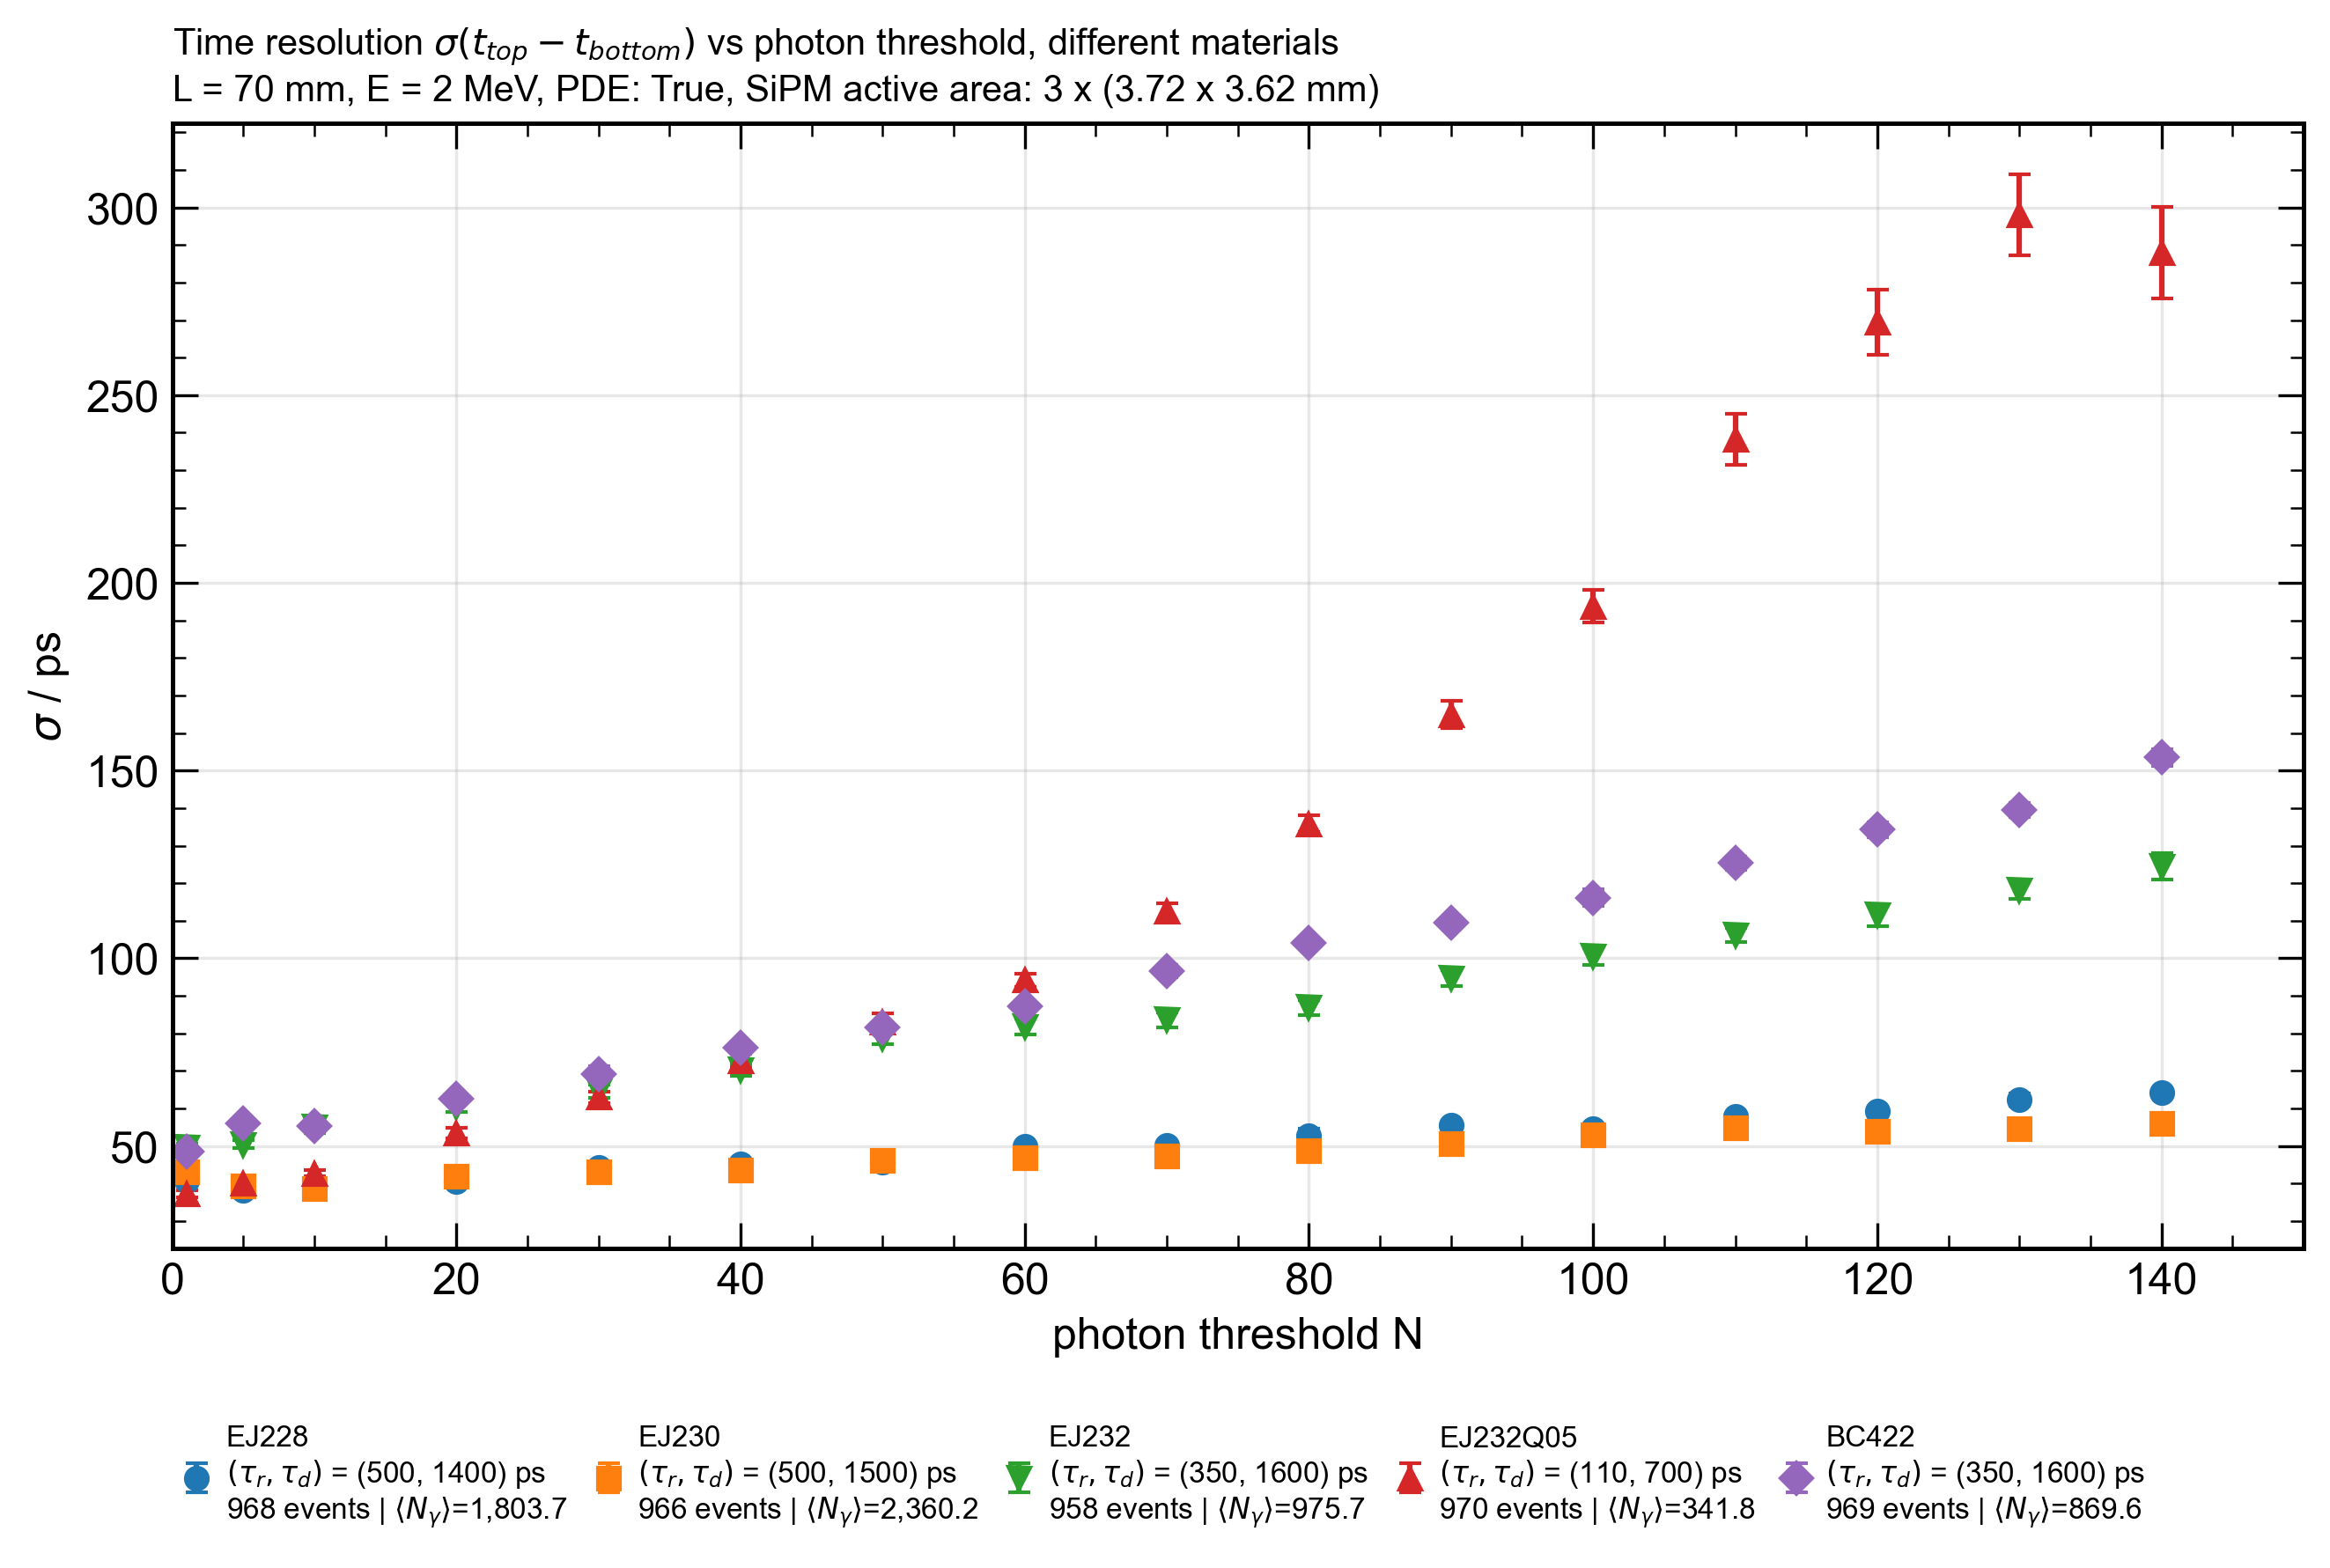 Time resolution σ(t_top − t_bottom) vs photon threshold, different materials
L = 70 mm, E = 2 MeV, PDE: True, SiPM active area: 3 x (3.72 x 3.62 mm)
300
250
200
150
100
50
σ / ps
0 20 40 60 80 100 120 140
photon threshold N
EJ228
(τ_r, τ_d) = (500, 1400) ps
968 events | ⟨N_γ⟩=1,803.7
EJ230
(τ_r, τ_d) = (500, 1500) ps
966 events | ⟨N_γ⟩=2,360.2
EJ232
(τ_r, τ_d) = (350, 1600) ps
958 events | ⟨N_γ⟩=975.7
EJ232Q05
(τ_r, τ_d) = (110, 700) ps
970 events | ⟨N_γ⟩=341.8
BC422
(τ_r, τ_d) = (350, 1600) ps
969 events | ⟨N_γ⟩=869.6